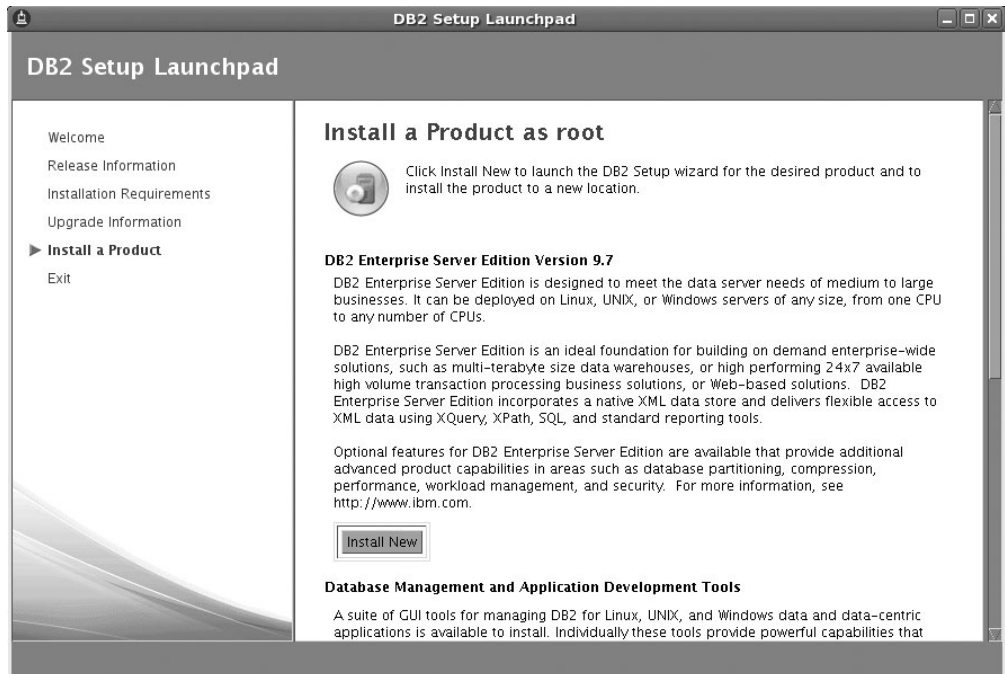 DB2 Setup Launchpad
DB2 Setup Launchpad
Welcome
Release Information
Installation Requirements
Upgrade Information
Install a Product
Exit
Install a Product as root
Click Install New to launch the DB2 Setup wizard for the desired product and to
install the product to a new location.
DB2 Enterprise Server Edition Version 9.7
DB2 Enterprise Server Edition is designed to meet the data server needs of medium to large
businesses. It can be deployed on Linux, UNIX, or Windows servers of any size, from one CPU
to any number of CPUs.
DB2 Enterprise Server Edition is an ideal foundation for building on demand enterprise-wide
solutions, such as multi-terabyte size data warehouses, or high performing 24x7 available
high volume transaction processing business solutions, or Web-based solutions. DB2
Enterprise Server Edition incorporates a native XML data store and delivers flexible access to
XML data using XQuery, XPath, SQL, and standard reporting tools.
Optional features for DB2 Enterprise Server Edition are available that provide additional
advanced product capabilities in areas such as database partitioning, compression,
performance, workload management, and security. For more information, see
http://www.ibm.com.
Install New
Database Management and Application Development Tools
A suite of GUI tools for managing DB2 for Linux, UNIX, and Windows data and data-centric
applications is available to install. Individually these tools provide powerful capabilities that